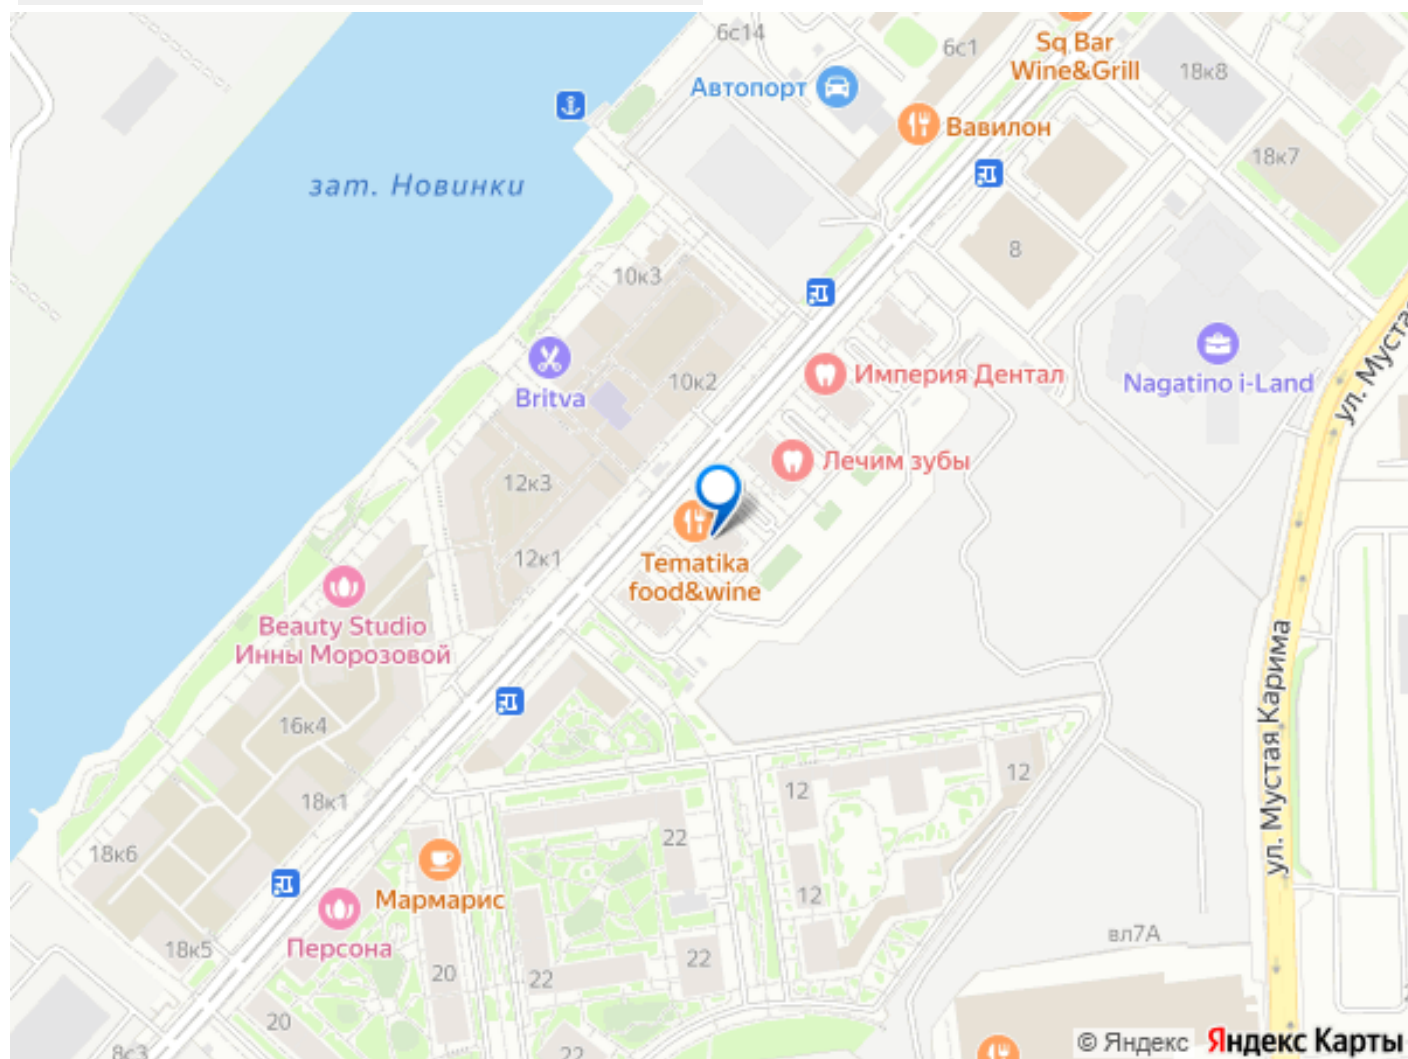 6с14
6с1
Sq Bar
Wine&Grill
18к8
Автопорт
Вавилон
18к7
зат. Новинки
8
10к3
Britva
10к2
Империя Дентал
Nagatino i-Land
ул. Муста
Лечим зубы
12к3
12к1
Tematika
food&wine
Beauty Studio
Инны Морозовой
ул. Мустая Карима
16к4
18к1
12
12
22
18к6
Мармарис
12
Персона
18к5
вл7А
20
22
22
20
8с3
22
© Яндекс Яндекс Карты